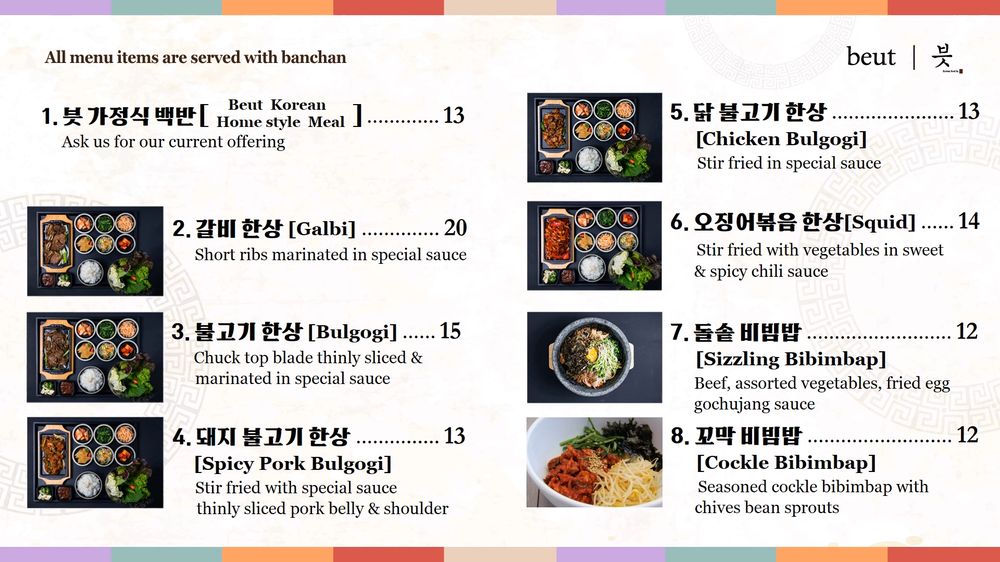 All menu items are served with banchan
beut | 븟
1. 븟 가정식 백반 [ Beut Korean Home style Meal ] ............. 13
Ask us for our current offering
2. 갈비 한상 [Galbi] .............. 20
Short ribs marinated in special sauce
3. 불고기 한상 [Bulgogi] ...... 15
Chuck top blade thinly sliced &
marinated in special sauce
4. 돼지 불고기 한상 .................... 13
[Spicy Pork Bulgogi]
Stir fried with special sauce
thinly sliced pork belly & shoulder
5. 닭 불고기 한상 ...................... 13
[Chicken Bulgogi]
Stir fried in special sauce
6. 오징어볶음 한상[Squid] ...... 14
Stir fried with vegetables in sweet
& spicy chili sauce
7. 돌솥 비빔밥 .......................... 12
[Sizzling Bibimbap]
Beef, assorted vegetables, fried egg
gochujang sauce
8. 꼬막 비빔밥 .......................... 12
[Cockle Bibimbap]
Seasoned cockle bibimbap with
chives bean sprouts